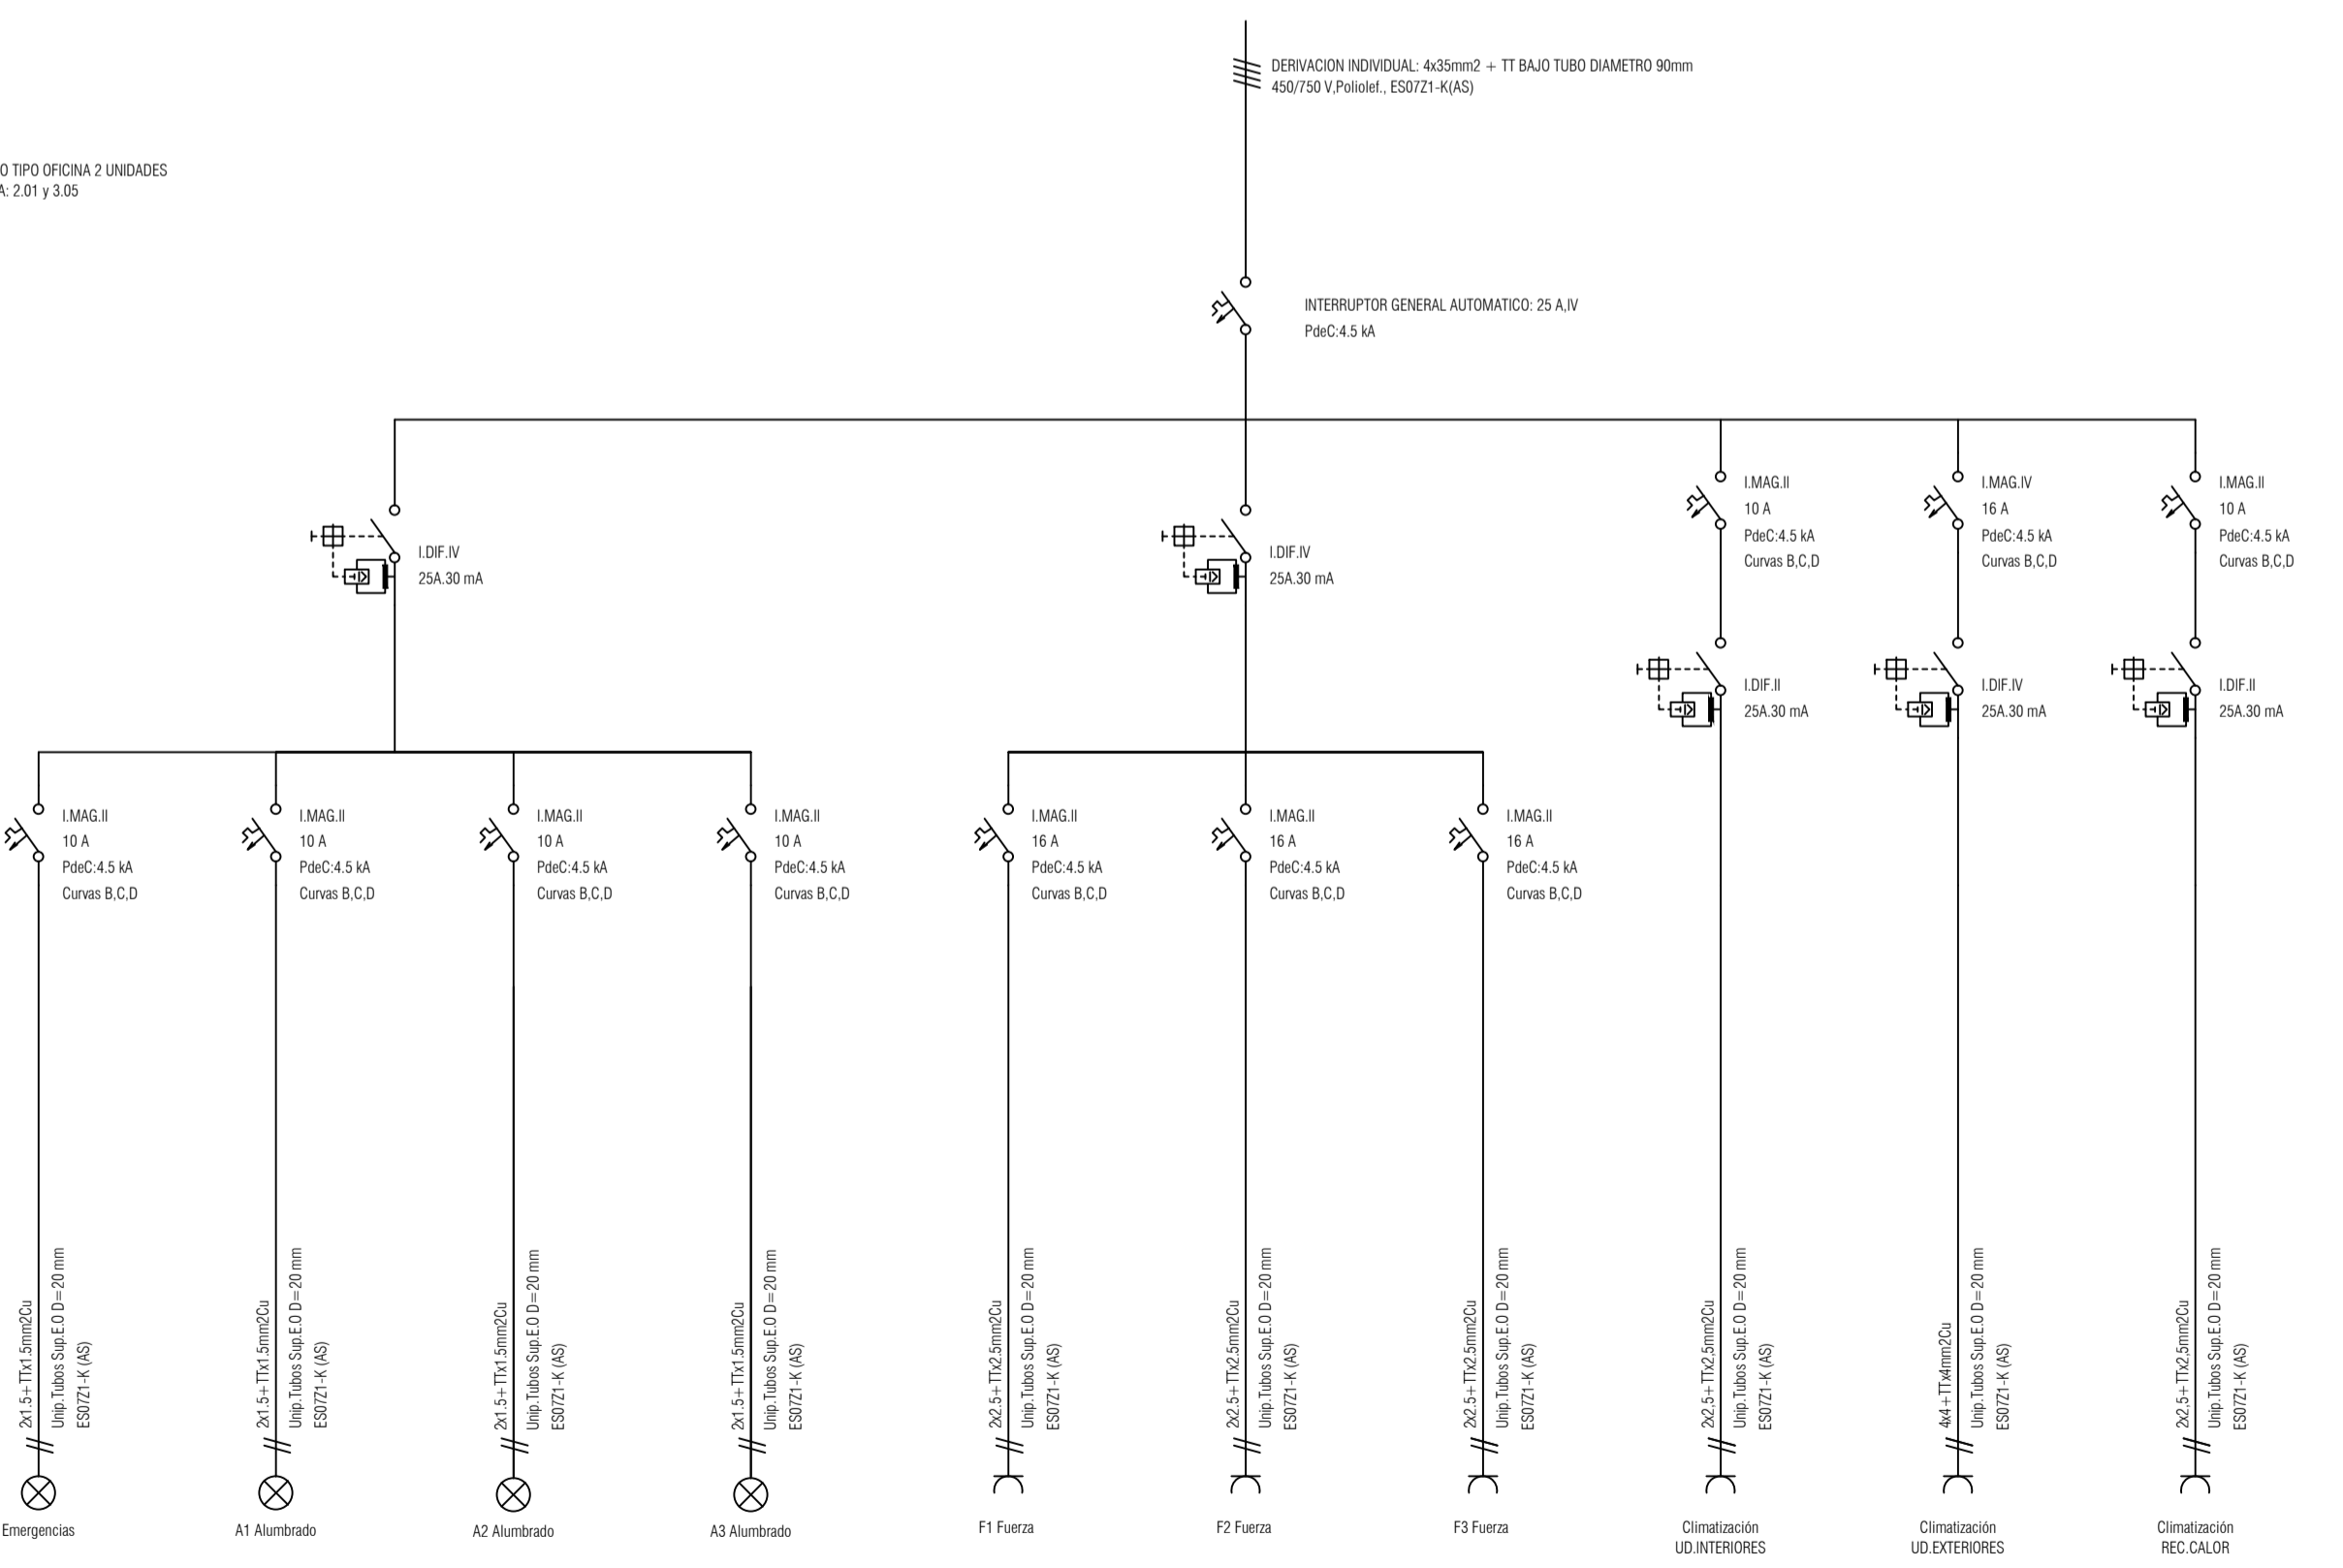 DERIVACION INDIVIDUAL: 4x35mm2 + TT BAJO TUBO DIAMETRO 90mm
450/750 V,Poliolef., ES07Z1-K(AS)
O TIPO OFICINA 2 UNIDADES
A: 2.01 y 3.05
INTERRUPTOR GENERAL AUTOMATICO: 25 A,IV
PdeC:4.5 kA
I.DIF.IV
25A.30 mA
I.DIF.IV
25A.30 mA
I.MAG.II
10 A
PdeC:4.5 kA
Curvas B,C,D
I.MAG.IV
16 A
PdeC:4.5 kA
Curvas B,C,D
I.MAG.II
10 A
PdeC:4.5 kA
Curvas B,C,D
I.DIF.II
25A.30 mA
I.DIF.IV
25A.30 mA
I.DIF.II
25A.30 mA
I.MAG.II
10 A
PdeC:4.5 kA
Curvas B,C,D
I.MAG.II
10 A
PdeC:4.5 kA
Curvas B,C,D
I.MAG.II
10 A
PdeC:4.5 kA
Curvas B,C,D
I.MAG.II
10 A
PdeC:4.5 kA
Curvas B,C,D
I.MAG.II
16 A
PdeC:4.5 kA
Curvas B,C,D
I.MAG.II
16 A
PdeC:4.5 kA
Curvas B,C,D
I.MAG.II
16 A
PdeC:4.5 kA
Curvas B,C,D
2x1.5+TTx1.5mm2Cu
Unip.Tubos Sup.E.O D=20 mm
ES07Z1-K (AS)
2x1.5+TTx1.5mm2Cu
Unip.Tubos Sup.E.O D=20 mm
ES07Z1-K (AS)
2x1.5+TTx1.5mm2Cu
Unip.Tubos Sup.E.O D=20 mm
ES07Z1-K (AS)
2x1.5+TTx1.5mm2Cu
Unip.Tubos Sup.E.O D=20 mm
ES07Z1-K (AS)
2x2.5+TTx2.5mm2Cu
Unip.Tubos Sup.E.O D=20 mm
ES07Z1-K (AS)
2x2.5+TTx2.5mm2Cu
Unip.Tubos Sup.E.O D=20 mm
ES07Z1-K (AS)
2x2.5+TTx2.5mm2Cu
Unip.Tubos Sup.E.O D=20 mm
ES07Z1-K (AS)
2x2,5+TTx2,5mm2Cu
Unip.Tubos Sup.E.O D=20 mm
ES07Z1-K (AS)
4x4+TTx4mm2Cu
Unip.Tubos Sup.E.O D=20 mm
ES07Z1-K (AS)
2x2,5+TTx2,5mm2Cu
Unip.Tubos Sup.E.O D=20 mm
ES07Z1-K (AS)
Emergencias
A1 Alumbrado
A2 Alumbrado
A3 Alumbrado
F1 Fuerza
F2 Fuerza
F3 Fuerza
Climatización
UD.INTERIORES
Climatización
UD.EXTERIORES
Climatización
REC.CALOR